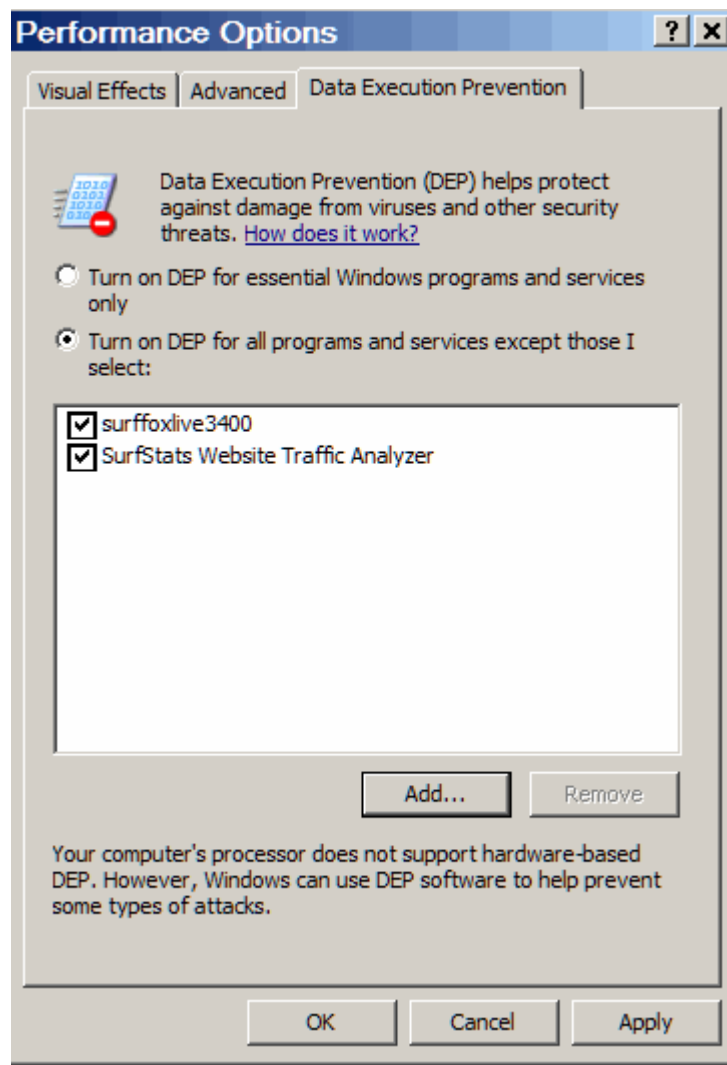 Performance Options
Visual Effects Advanced Data Execution Prevention
Data Execution Prevention (DEP) helps protect
against damage from viruses and other security
threats. How does it work?
Turn on DEP for essential Windows programs and services
only
Turn on DEP for all programs and services except those I
select:
surffoxlive3400
SurfStats Website Traffic Analyzer
Add... Remove
Your computer's processor does not support hardware-based
DEP. However, Windows can use DEP software to help prevent
some types of attacks.
OK Cancel Apply